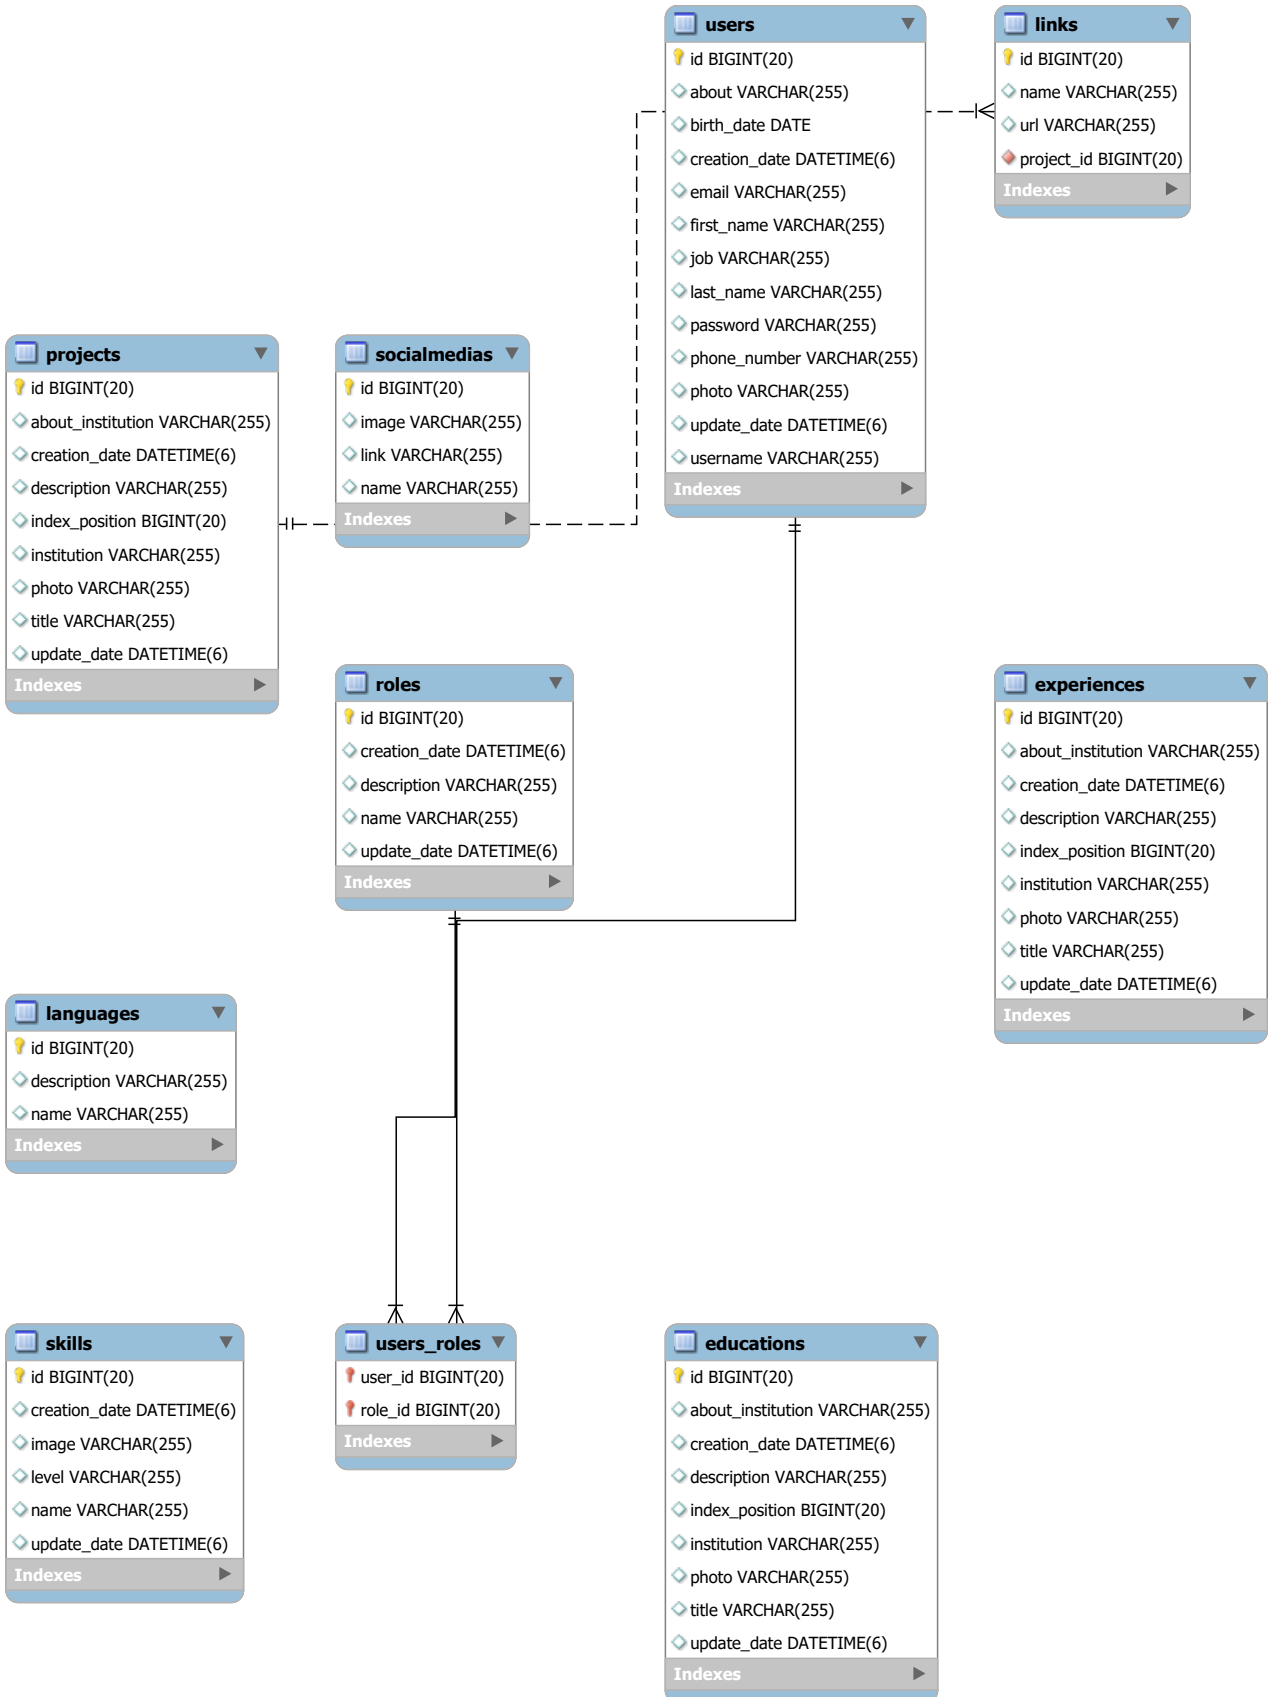 users
id BIGINT(20)
about VARCHAR(255)
birth_date DATE
creation_date DATETIME(6)
email VARCHAR(255)
first_name VARCHAR(255)
job VARCHAR(255)
last_name VARCHAR(255)
password VARCHAR(255)
phone_number VARCHAR(255)
photo VARCHAR(255)
update_date DATETIME(6)
username VARCHAR(255)
Indexes
links
id BIGINT(20)
name VARCHAR(255)
url VARCHAR(255)
project_id BIGINT(20)
Indexes
projects
id BIGINT(20)
about_institution VARCHAR(255)
creation_date DATETIME(6)
description VARCHAR(255)
index_position BIGINT(20)
institution VARCHAR(255)
photo VARCHAR(255)
title VARCHAR(255)
update_date DATETIME(6)
Indexes
socialmedias
id BIGINT(20)
image VARCHAR(255)
link VARCHAR(255)
name VARCHAR(255)
Indexes
roles
id BIGINT(20)
creation_date DATETIME(6)
description VARCHAR(255)
name VARCHAR(255)
update_date DATETIME(6)
Indexes
experiences
id BIGINT(20)
about_institution VARCHAR(255)
creation_date DATETIME(6)
description VARCHAR(255)
index_position BIGINT(20)
institution VARCHAR(255)
photo VARCHAR(255)
title VARCHAR(255)
update_date DATETIME(6)
Indexes
languages
id BIGINT(20)
description VARCHAR(255)
name VARCHAR(255)
Indexes
skills
id BIGINT(20)
creation_date DATETIME(6)
image VARCHAR(255)
level VARCHAR(255)
name VARCHAR(255)
update_date DATETIME(6)
Indexes
users_roles
user_id BIGINT(20)
role_id BIGINT(20)
Indexes
educations
id BIGINT(20)
about_institution VARCHAR(255)
creation_date DATETIME(6)
description VARCHAR(255)
index_position BIGINT(20)
institution VARCHAR(255)
photo VARCHAR(255)
title VARCHAR(255)
update_date DATETIME(6)
Indexes